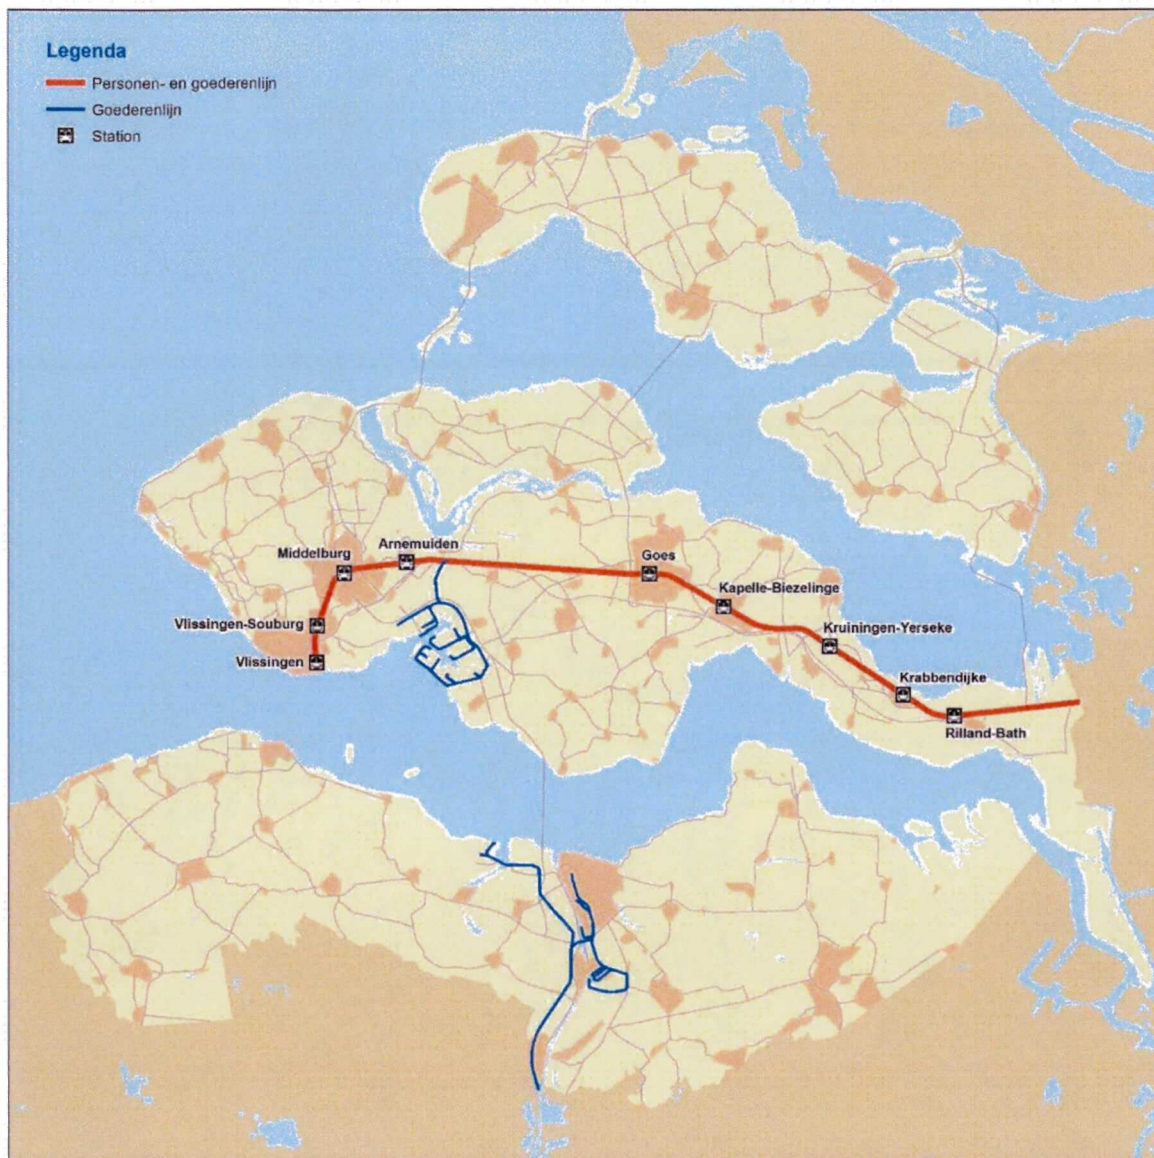 Legenda
Personen- en goederenlijn
Goederenlijn
Station
Middelburg
Arnemuiden
Goes
Kapelle-Biezelinge
Vlissingen-Souburg
Kruiningen-Yerseke
Vlissingen
Krabbendijke
Rilland-Bath